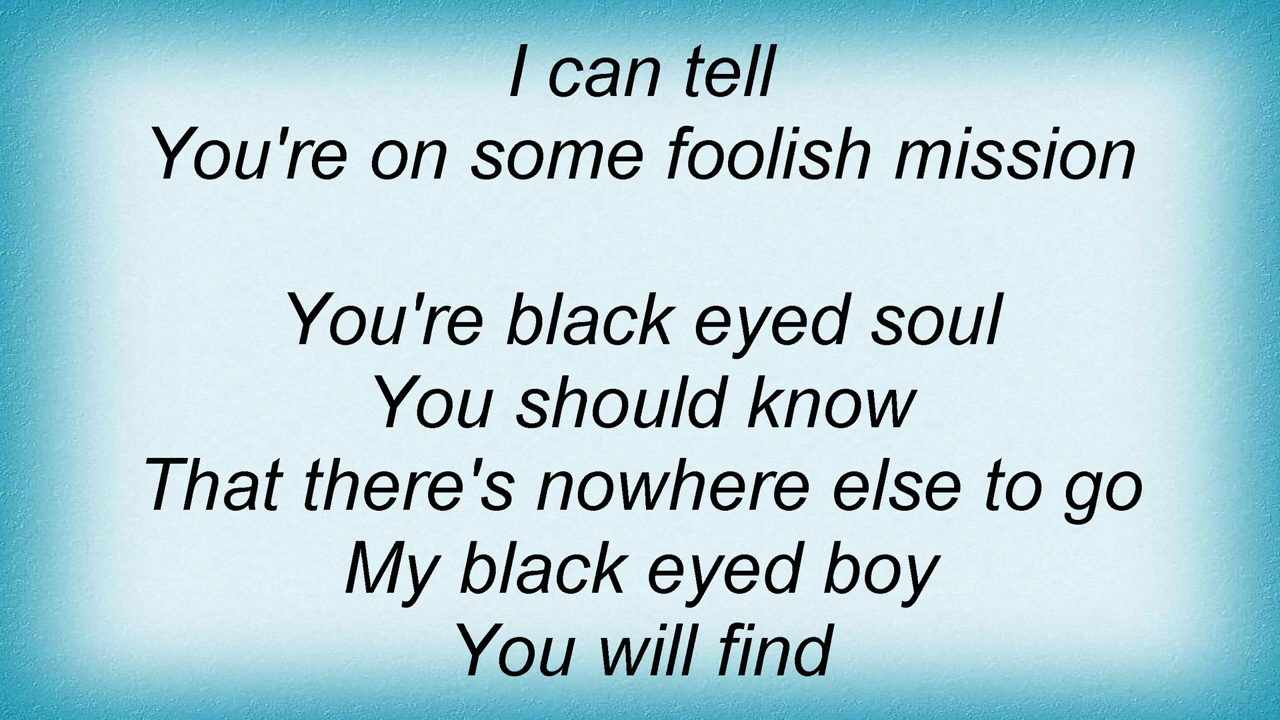 I can tell
You're on some foolish mission
You're black eyed soul
You should know
That there's nowhere else to go
My black eyed boy
You will find